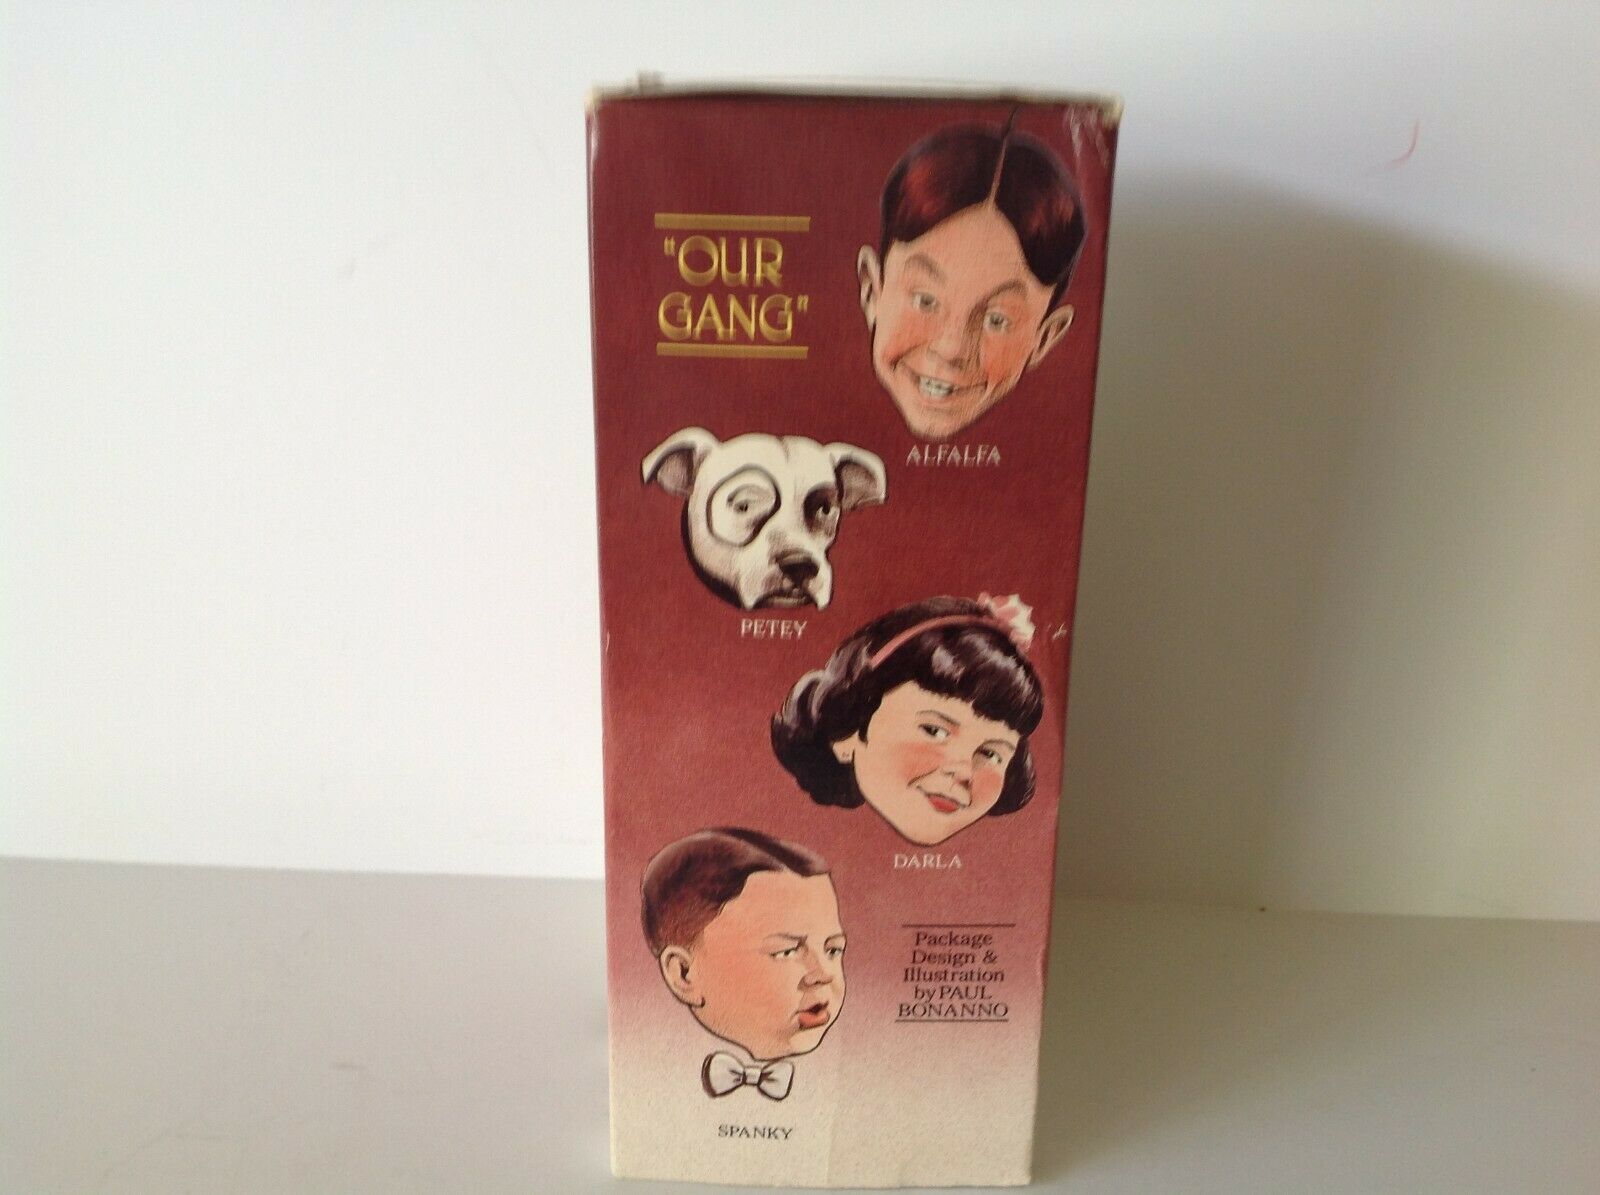 "OUR
GANG"
ALFALFA
PETEY
DARLA
Package
Design &
Illustration
by PAUL
BONANNO
SPANKY